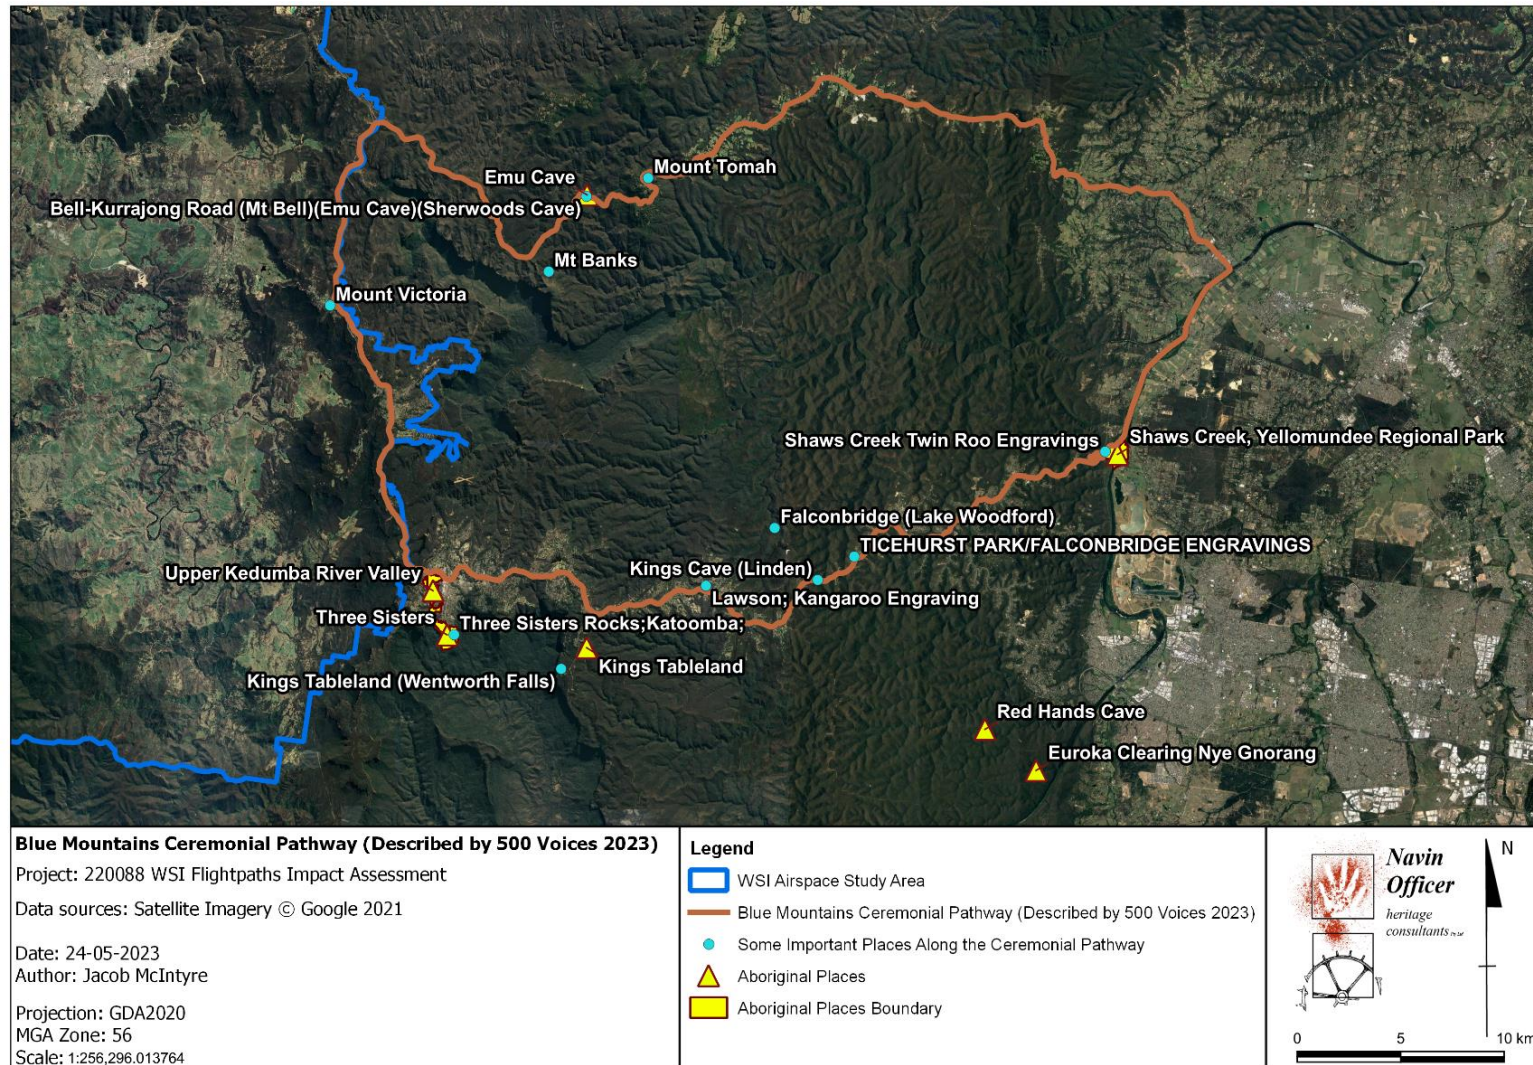 Mount Tomah
Emu Cave
Bell-Kurrajong Road (Mt Bell)(Emu Cave)(Sherwoods Cave)
Mt Banks
Mount Victoria
Shaws Creek Twin Roo Engravings
Shaws Creek, Yellomundee Regional Park
Falconbridge (Lake Woodford)
TICEHURST PARK/FALCONBRIDGE ENGRAVINGS
Kings Cave (Linden)
Upper Kedumba River Valley
Lawson; Kangaroo Engraving
Three Sisters
Three Sisters Rocks;Katoomba;
Kings Tableland
Kings Tableland (Wentworth Falls)
Red Hands Cave
Euroka Clearing Nye Gnorang
Blue Mountains Ceremonial Pathway (Described by 500 Voices 2023)
Project: 220088 WSI Flightpaths Impact Assessment
Data sources: Satellite Imagery © Google 2021
Date: 24-05-2023
Author: Jacob McIntyre
Projection: GDA2020
MGA Zone: 56
Scale: 1:256,296.013764
Legend
WSI Airspace Study Area
Blue Mountains Ceremonial Pathway (Described by 500 Voices 2023)
Some Important Places Along the Ceremonial Pathway
Aboriginal Places
Aboriginal Places Boundary
Navin
Officer
heritage
consultants
N
0 5 10 km